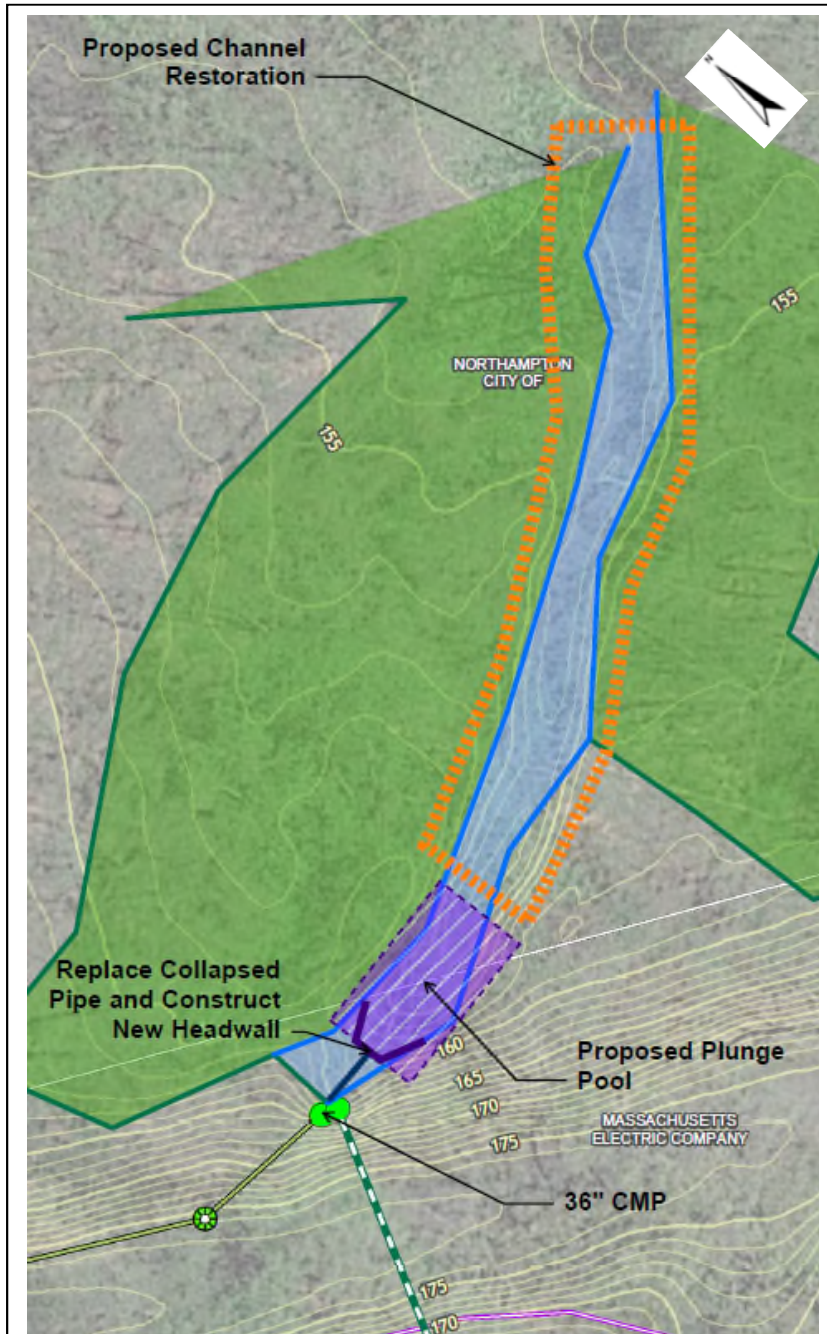 Proposed Channel
Restoration
N
155
NORTHAMPTON
CITY OF
155
Replace Collapsed
Pipe and Construct
New Headwall
160
165
170
175
Proposed Plunge
Pool
MASSACHUSETTS
ELECTRIC COMPANY
36" CMP
175
170